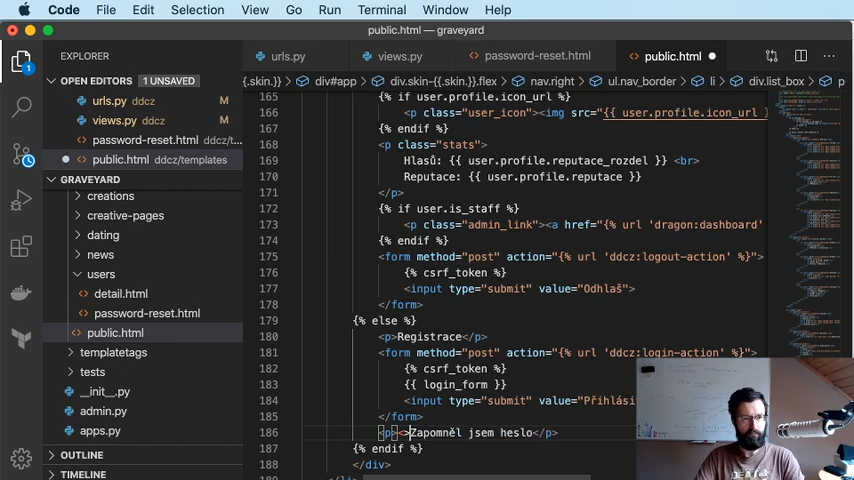 Code File Edit Selection View Go Run Terminal Window Help
public.html — graveyard
EXPLORER
urls.py
views.py
password-reset.html
public.html
OPEN EDITORS 1 UNSAVED
urls.py ddcz M
views.py ddcz M
password-reset.html ddcz/t...
public.html ddcz/templates
GRAVEYARD
creations
creative-pages
dating
news
users
detail.html
password-reset.html
public.html
templatetags
tests
__init__.py
admin.py
apps.py
OUTLINE
TIMELINE
1
{.skin.} > div#app > div.skin-{{.skin.}}.flex > nav.right > ul.nav_border > li > div.list_box > p
165 {% if user.profile.icon_url %}
166 <p class="user_icon"><img src="{{ user.profile.icon_url }
167 {% endif %}
168 <p class="stats">
169 Hlasů: {{ user.profile.reputace_rozdel }} <br>
170 Reputace: {{ user.profile.reputace }}
171 </p>
172 {% if user.is_staff %}
173 <p class="admin_link"><a href="{% url 'dragon:dashboard'
174 {% endif %}
175 <form method="post" action="{% url 'ddcz:logout-action' %}">
176 {% csrf_token %}
177 <input type="submit" value="Odhlaš">
178 </form>
179 {% else %}
180 <p>Registrace</p>
181 <form method="post" action="{% url 'ddcz:login-action' %}">
182 {% csrf_token %}
183 {{ login_form }}
184 <input type="submit" value="Přihlási
185 </form>
186 <p><>Zapomněl jsem heslo</p>
187 {% endif %}
188 </div>
189 </li>